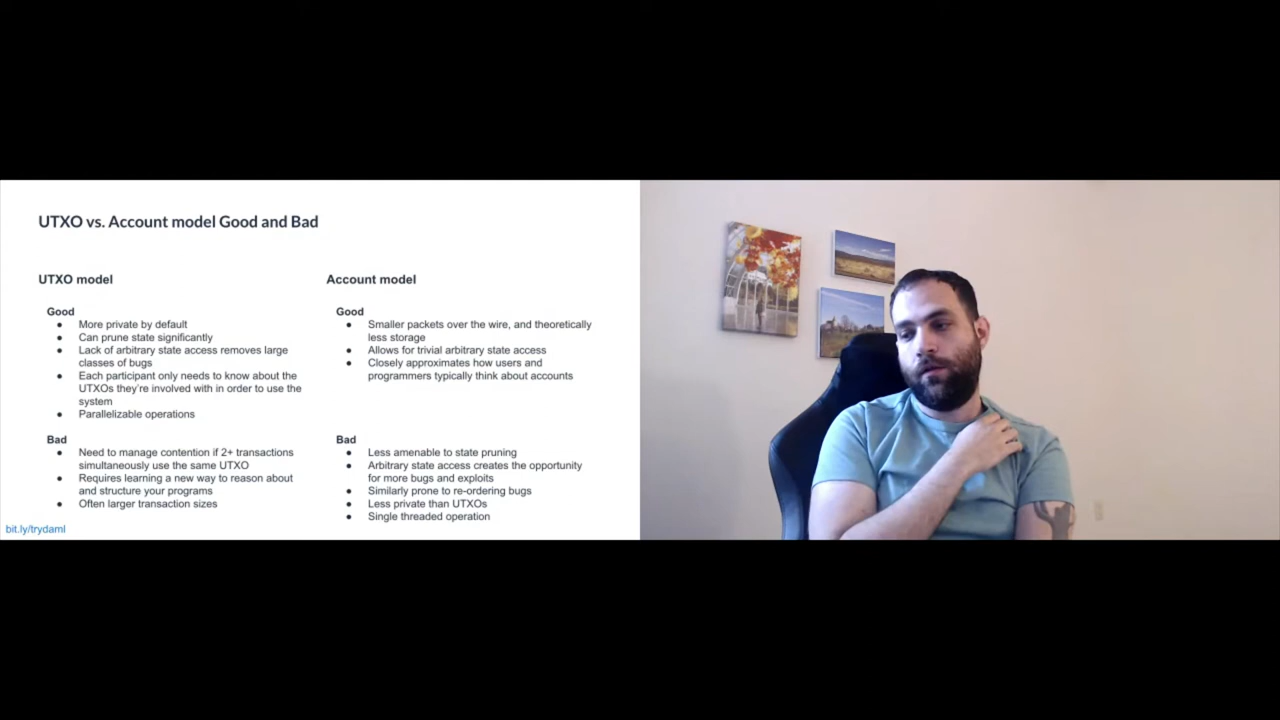 UTXO vs. Account model Good and Bad
UTXO model
Good
● More private by default
● Can prune state significantly
● Lack of arbitrary state access removes large
classes of bugs
● Each participant only needs to know about the
UTXOs they're involved with in order to use the
system
● Parallelizable operations
Bad
● Need to manage contention if 2+ transactions
simultaneously use the same UTXO
● Requires learning a new way to reason about
and structure your programs
● Often larger transaction sizes
Account model
Good
● Smaller packets over the wire, and theoretically
less storage
● Allows for trivial arbitrary state access
● Closely approximates how users and
programmers typically think about accounts
Bad
● Less amenable to state pruning
● Arbitrary state access creates the opportunity
for more bugs and exploits
● Similarly prone to re-ordering bugs
● Less private than UTXOs
● Single threaded operation
bit.ly/trydaml